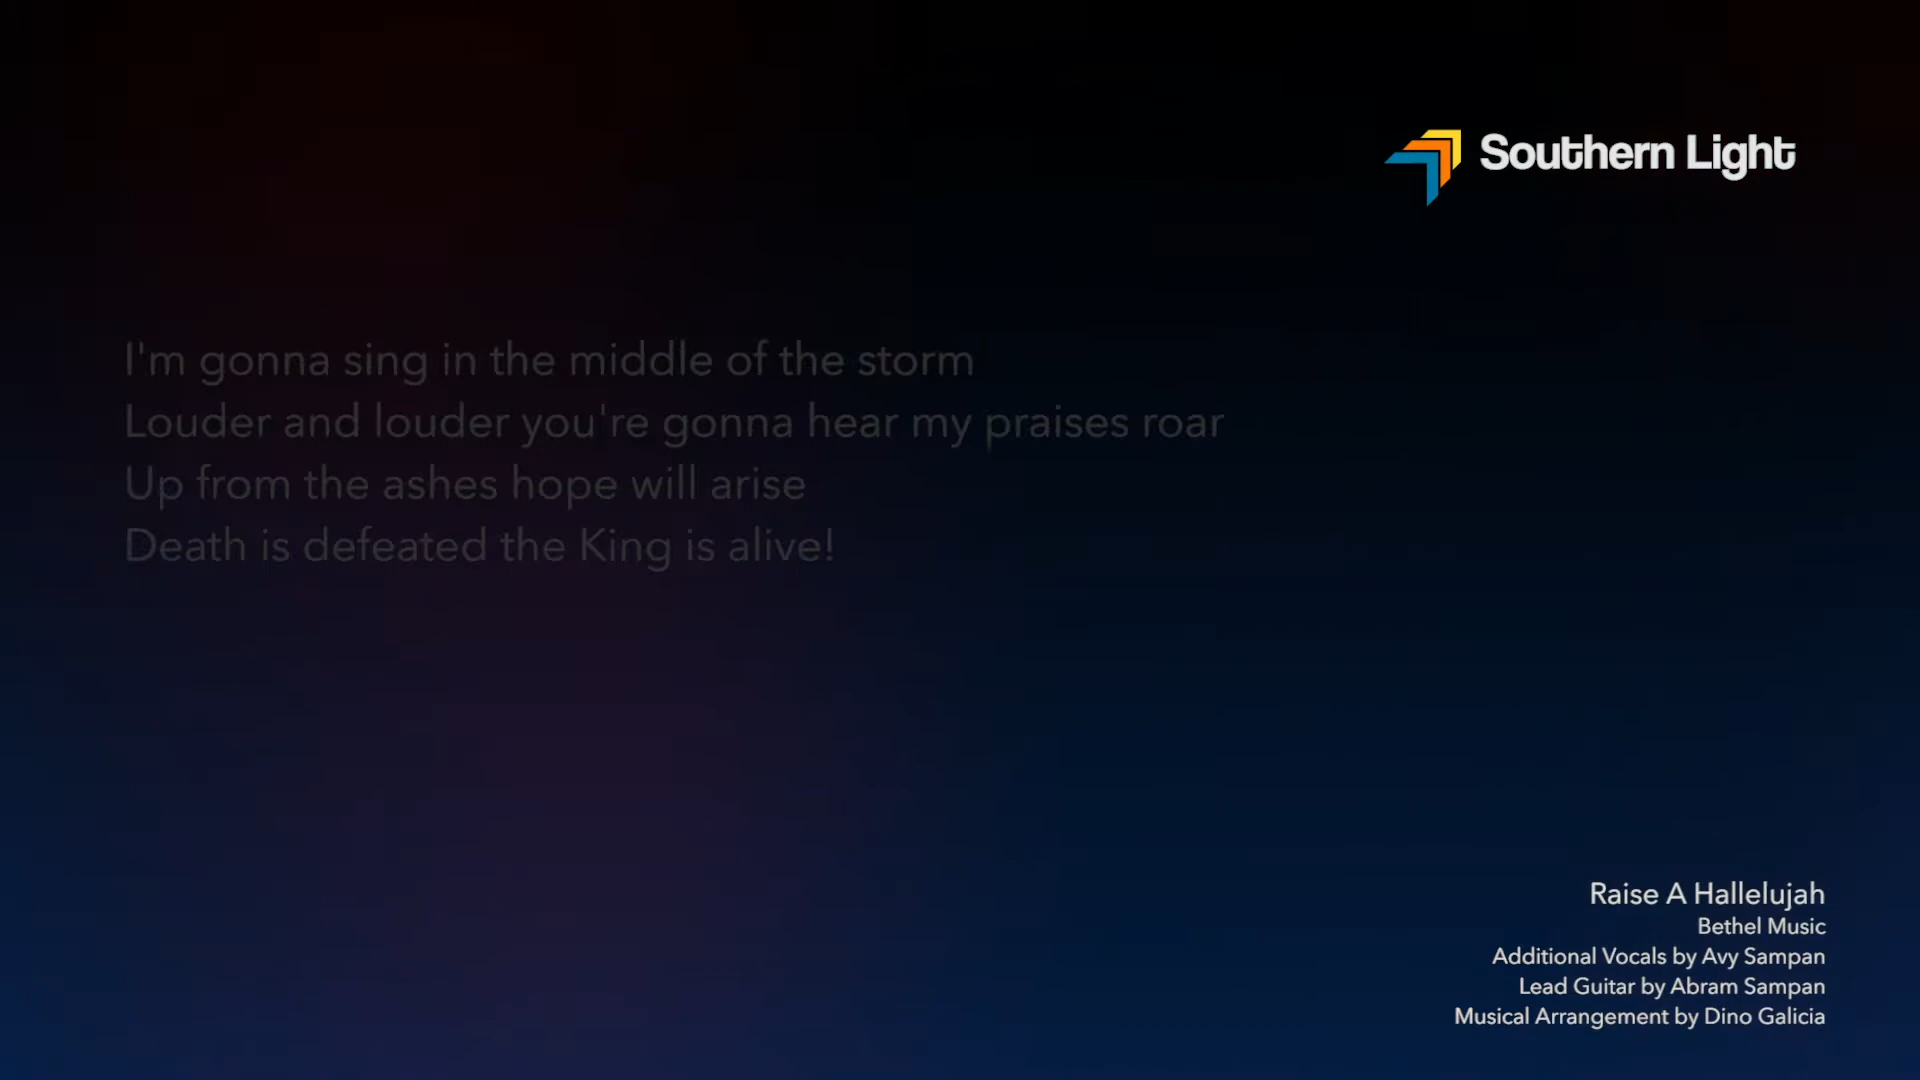 Southern Light
I'm gonna sing in the middle of the storm
Louder and louder you're gonna hear my praises roar
Up from the ashes hope will arise
Death is defeated the King is alive!
Raise A Hallelujah
Bethel Music
Additional Vocals by Avy Sampan
Lead Guitar by Abram Sampan
Musical Arrangement by Dino Galicia